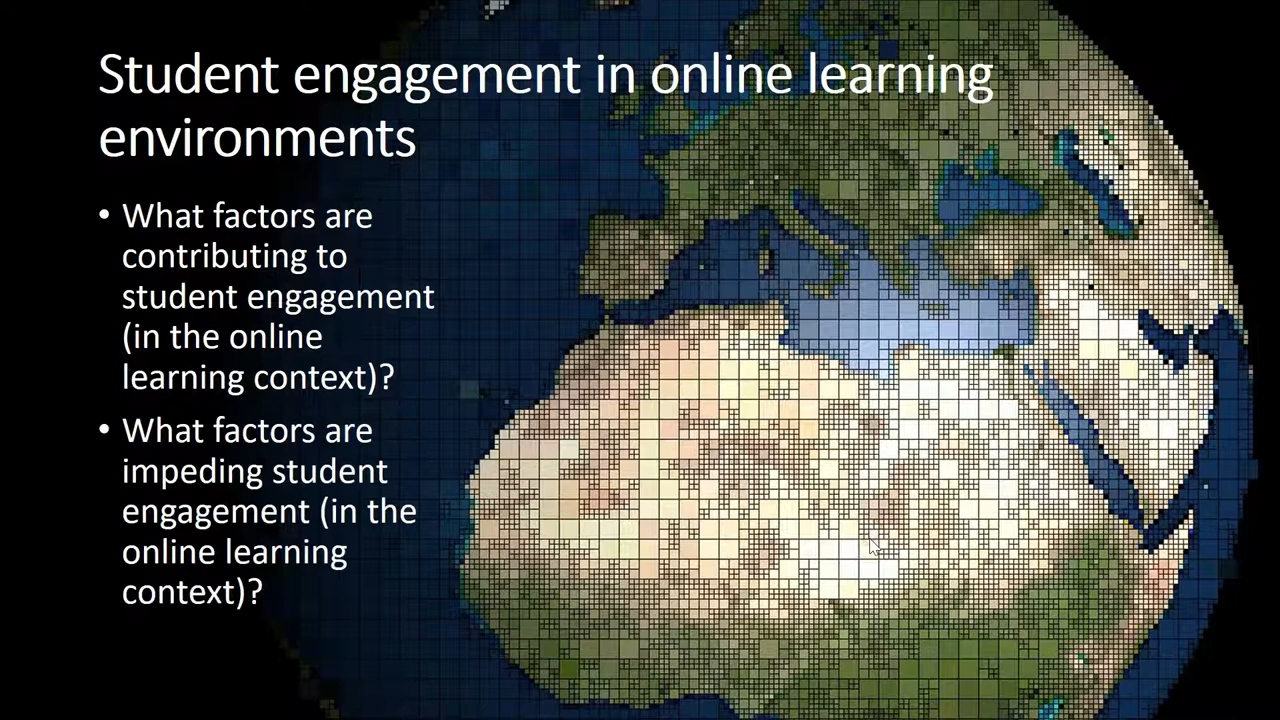 Student engagement in online learning
environments
• What factors are
contributing to
student engagement
(in the online
learning context)?
• What factors are
impeding student
engagement (in the
online learning
context)?